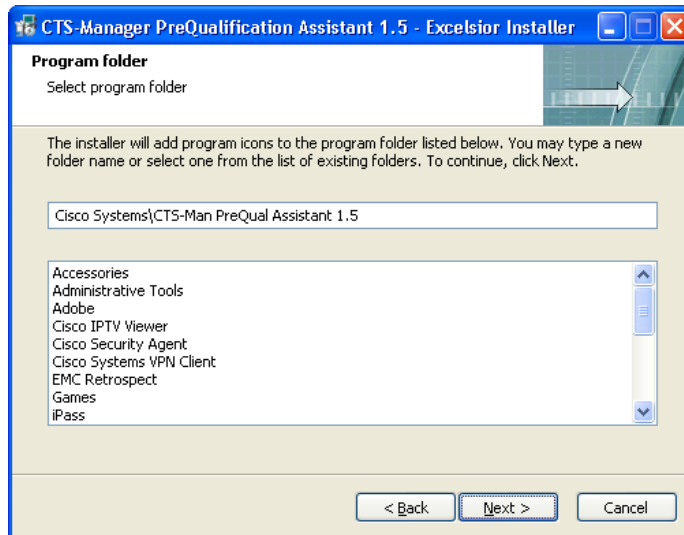 CTS-Manager PreQualification Assistant 1.5 - Excelsior Installer
Program folder
Select program folder
The installer will add program icons to the program folder listed below. You may type a new
folder name or select one from the list of existing folders. To continue, click Next.
Cisco Systems\CTS-Man PreQual Assistant 1.5
Accessories
Administrative Tools
Adobe
Cisco IPTV Viewer
Cisco Security Agent
Cisco Systems VPN Client
EMC Retrospect
Games
iPass
< Back Next > Cancel